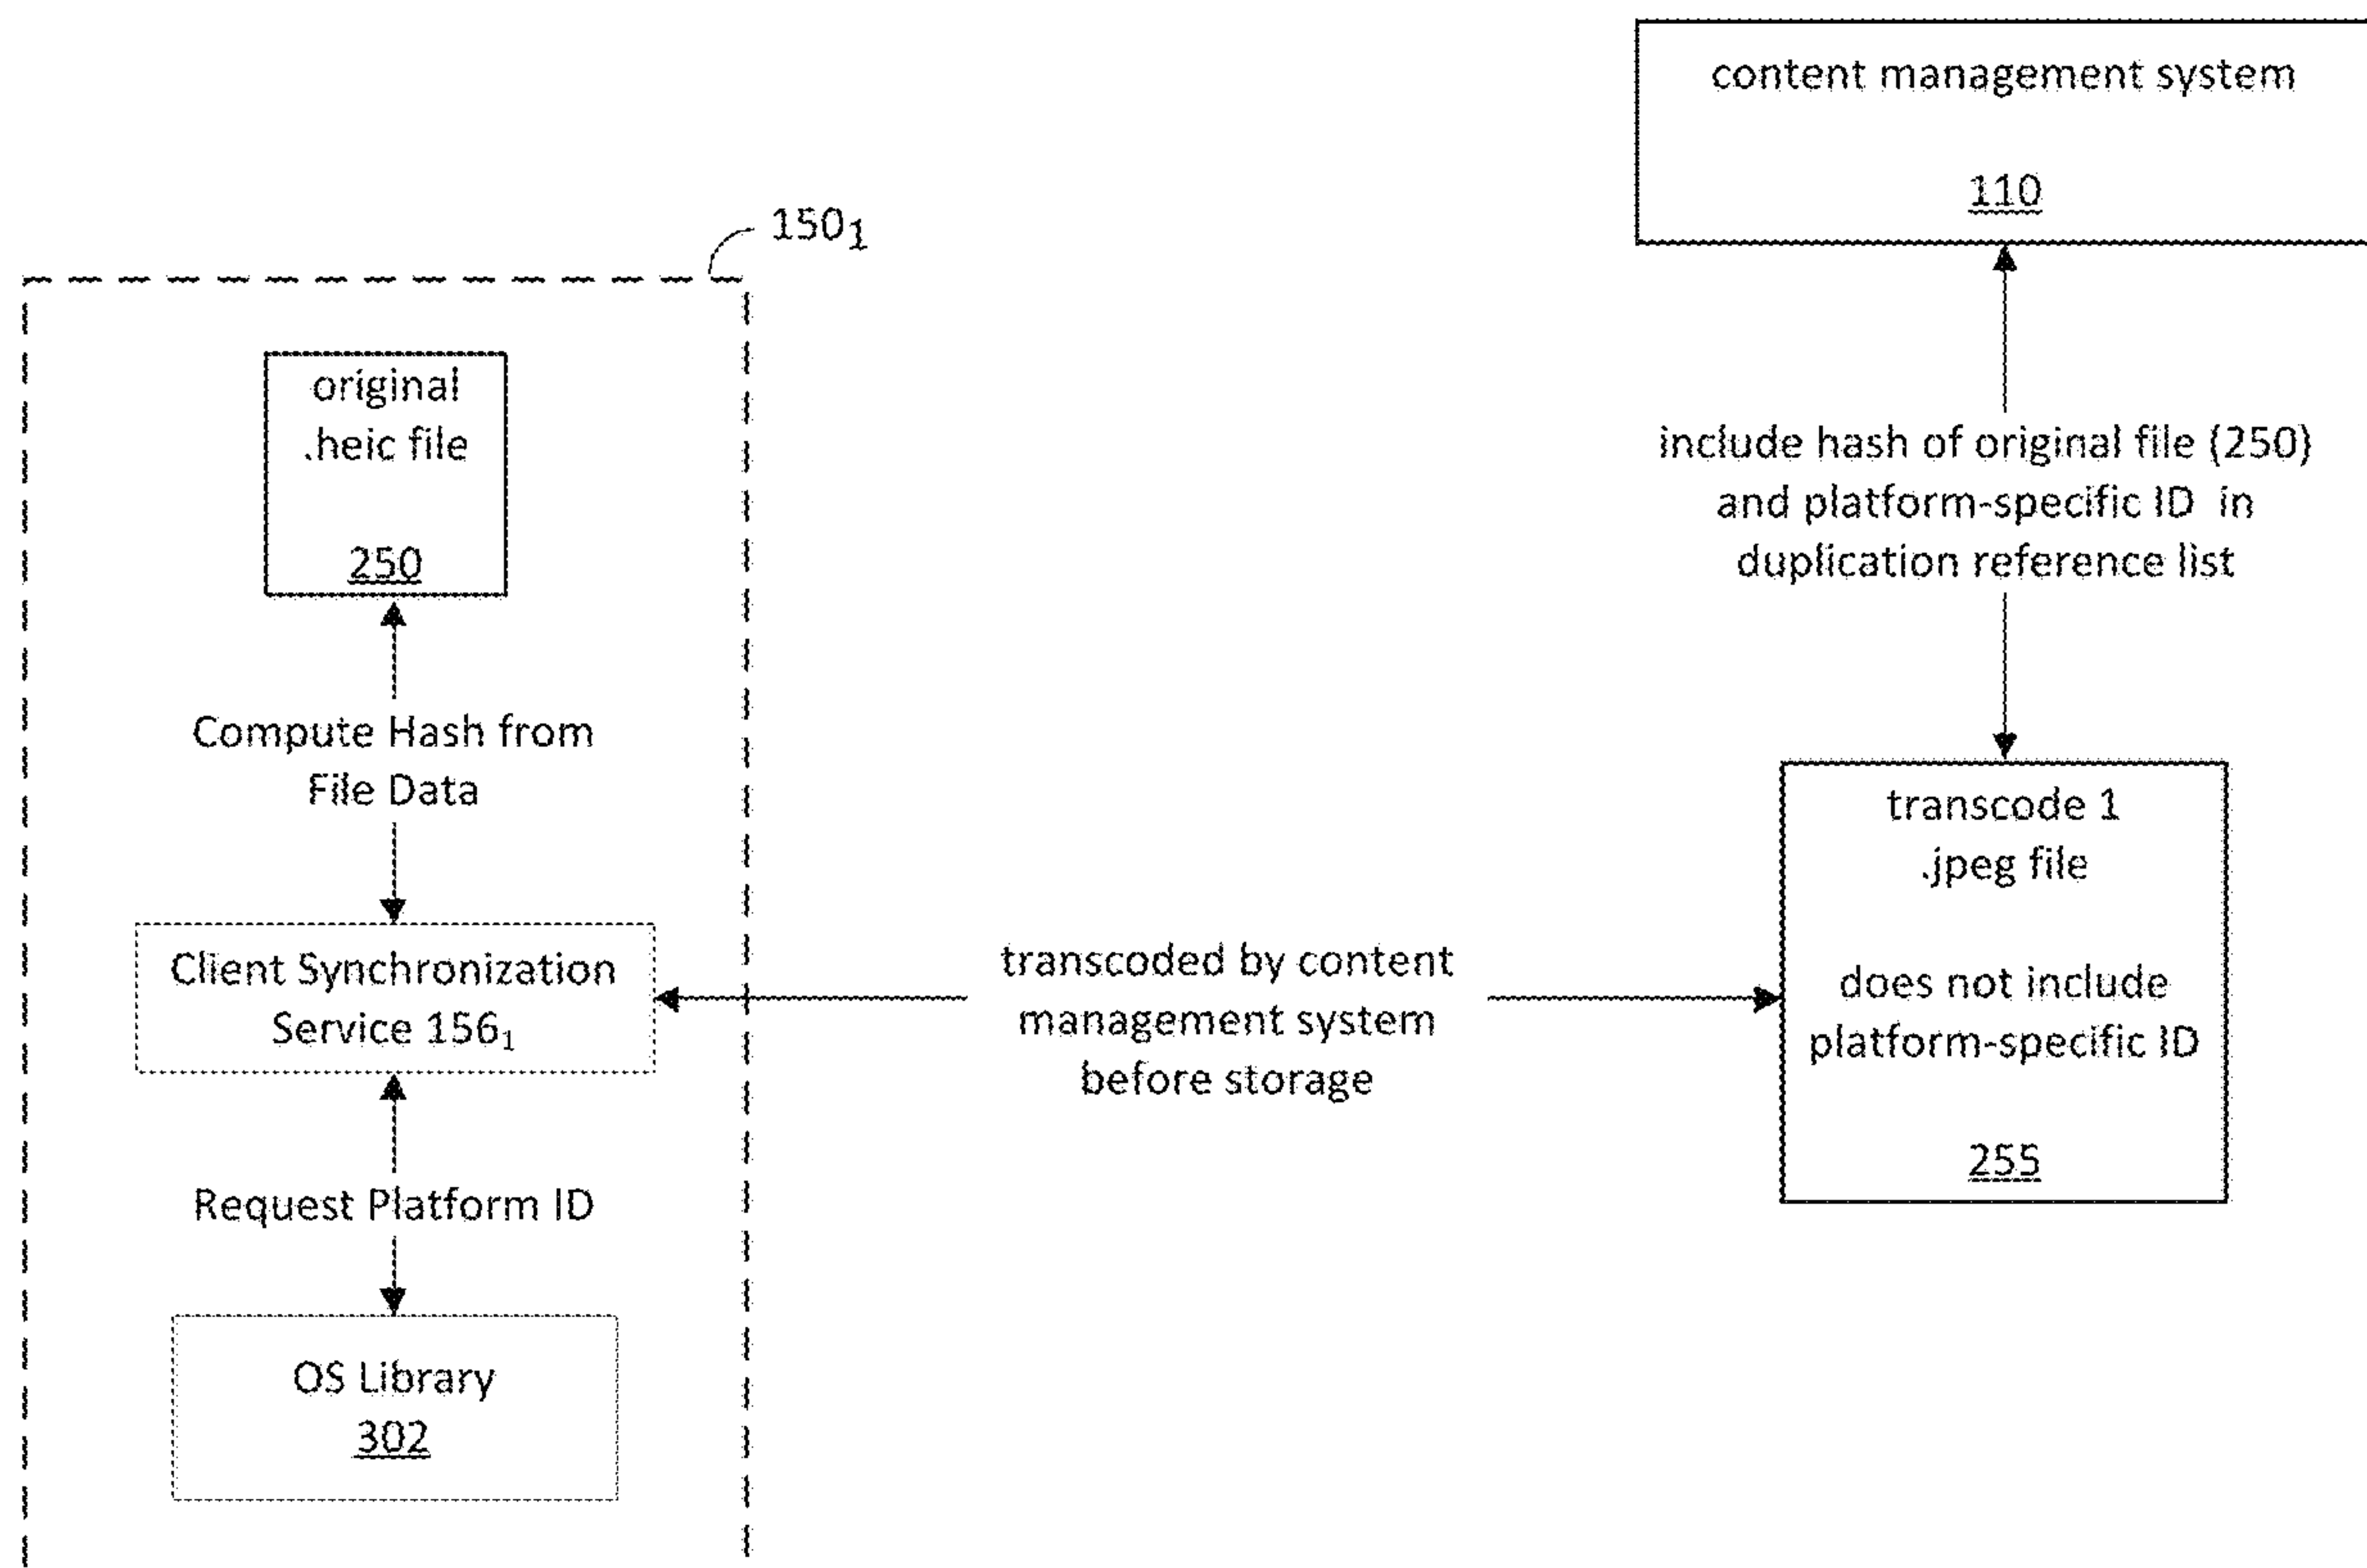 content management system
110
150₁
original
.heic file
250
include hash of original file (250)
and platform-specific ID in
duplication reference list
Compute Hash from
File Data
transcode 1
.jpeg file
does not include
platform-specific ID
255
Client Synchronization
Service 156₁
transcoded by content
management system
before storage
Request Platform ID
OS Library
302